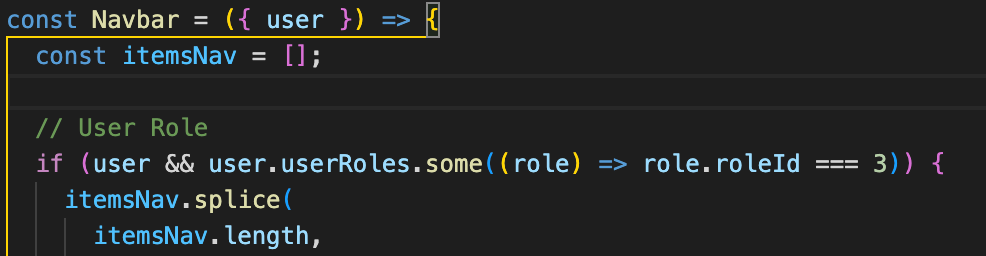 const Navbar = ({ user }) => {
const itemsNav = [];
// User Role
if (user && user.userRoles.some((role) => role.roleId === 3)) {
itemsNav.splice(
itemsNav.length,